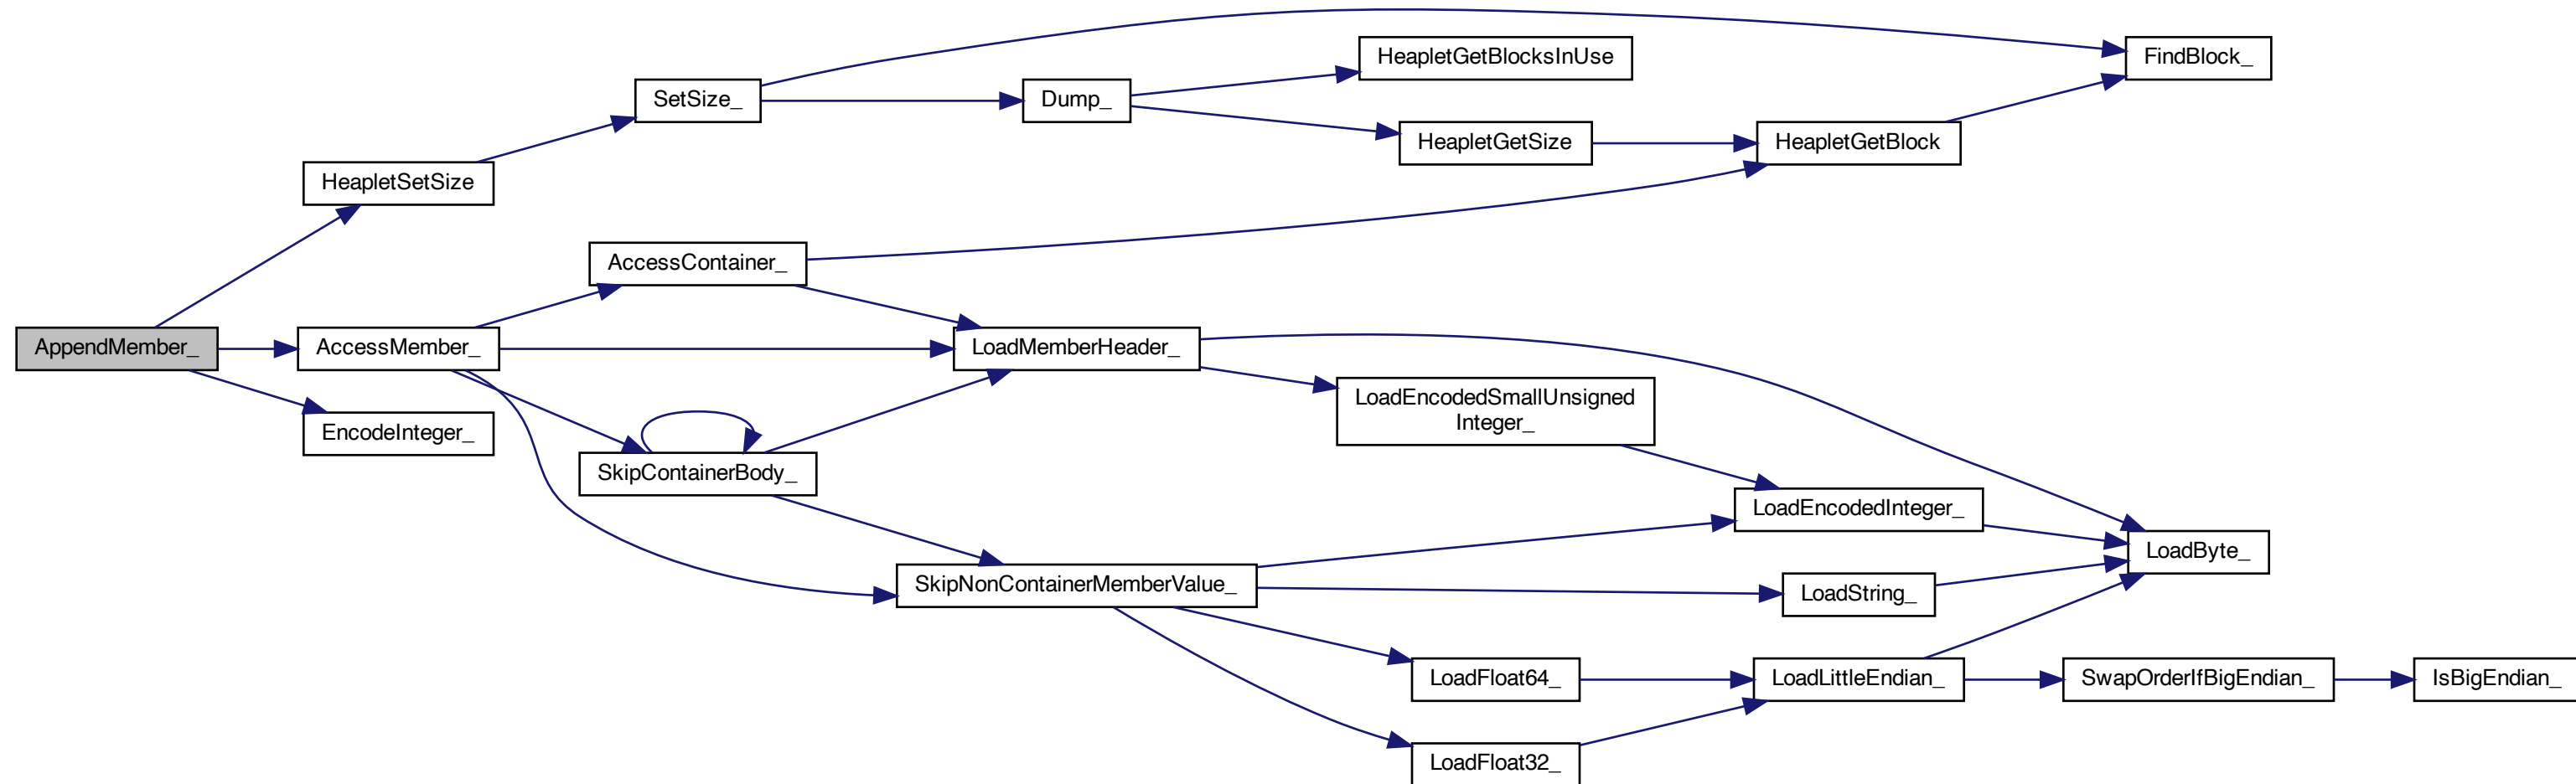 HeapletGetBlocksInUse
FindBlock_
SetSize_
Dump_
HeapletGetSize
HeapletGetBlock
HeapletSetSize
AccessContainer_
AppendMember_
AccessMember_
LoadMemberHeader_
LoadEncodedSmallUnsigned
Integer_
EncodeInteger_
SkipContainerBody_
LoadEncodedInteger_
LoadByte_
SkipNonContainerMemberValue_
LoadString_
LoadFloat64_
LoadLittleEndian_
SwapOrderIfBigEndian_
IsBigEndian_
LoadFloat32_